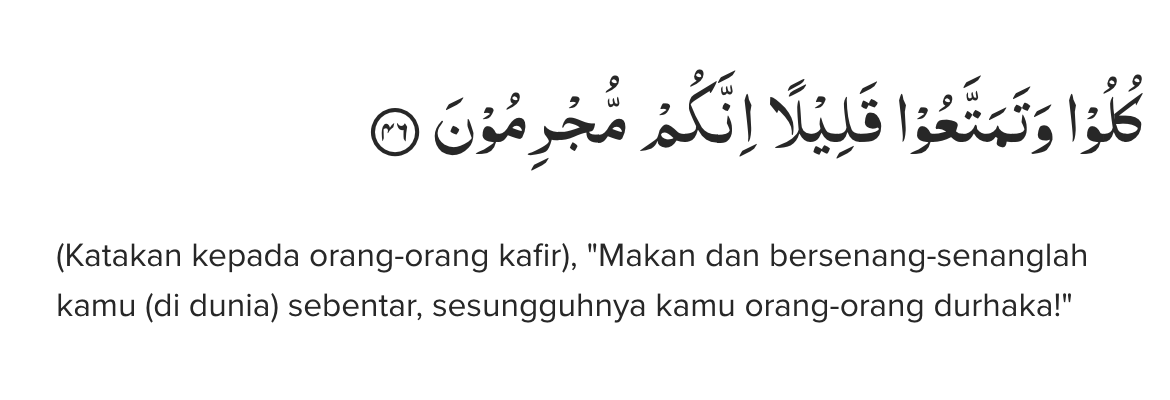 كُلُوْا وَتَمَتَّعُوْا قَلِيْلًا اِنَّكُمْ مُّجْرِمُوْنَ ۝٤٦
(Katakan kepada orang-orang kafir), "Makan dan bersenang-senanglah
kamu (di dunia) sebentar, sesungguhnya kamu orang-orang durhaka!"